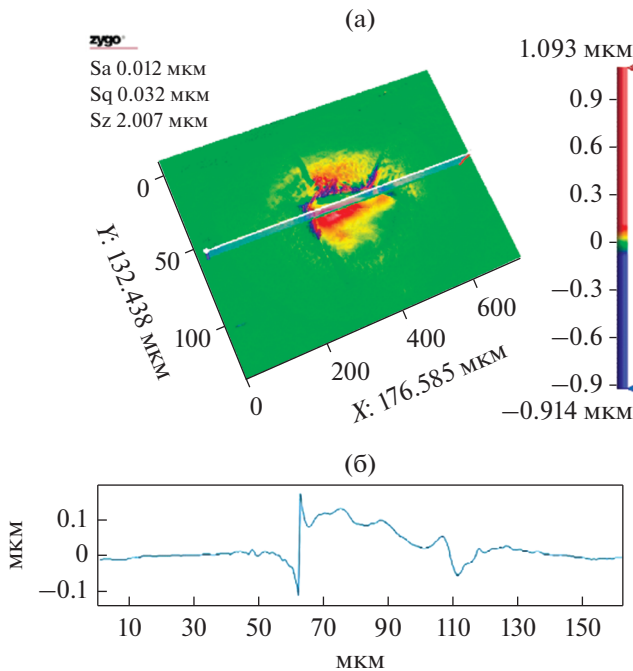 (а)
zygo
Sa 0.012 мкм
Sq 0.032 мкм
Sz 2.007 мкм
1.093 мкм
0.9
0.6
0.3
0
−0.3
−0.6
−0.9
−0.914 мкм
0
50
100
Y: 132.438 мкм
0
200
400
600
X: 176.585 мкм
(б)
мкм
0.1
0
−0.1
10
30
50
70
90
110
130
150
мкм